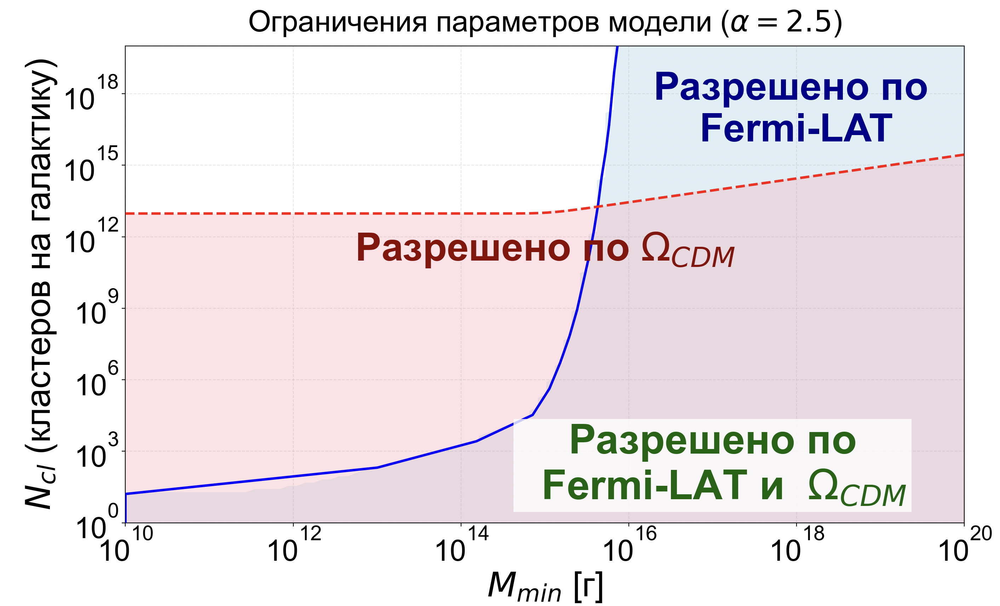 Ограничения параметров модели (α = 2.5)
N_cl (кластеров на галактику)
10^18
10^15
10^12
10^9
10^6
10^3
10^0
Разрешено по
Fermi-LAT
Разрешено по Ω_CDM
Разрешено по
Fermi-LAT и Ω_CDM
10^10 10^12 10^14 10^16 10^18 10^20
M_min [г]